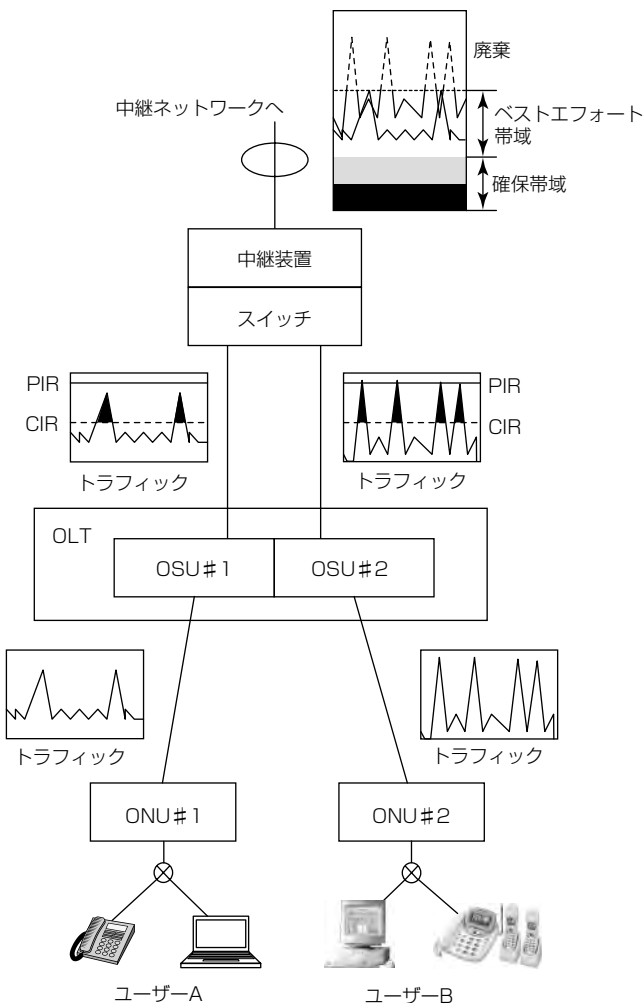 廃棄
中継ネットワークへ
ベストエフォート
帯域
確保帯域
中継装置
スイッチ
PIR
CIR
トラフィック
PIR
CIR
トラフィック
OLT
OSU#1
OSU#2
トラフィック
トラフィック
ONU#1
ONU#2
ユーザーA
ユーザーB